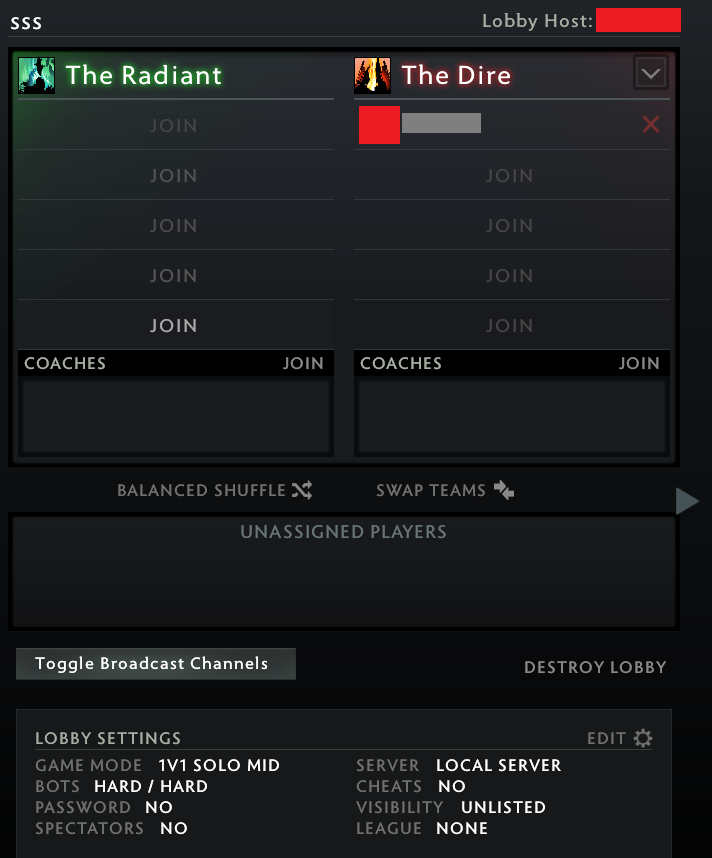 SSS
Lobby Host:
The Radiant
The Dire
JOIN
JOIN
JOIN
JOIN
JOIN
JOIN
JOIN
JOIN
JOIN
COACHES JOIN
COACHES JOIN
BALANCED SHUFFLE
SWAP TEAMS
UNASSIGNED PLAYERS
Toggle Broadcast Channels
DESTROY LOBBY
LOBBY SETTINGS
EDIT
GAME MODE 1V1 SOLO MID
SERVER LOCAL SERVER
BOTS HARD / HARD
CHEATS NO
PASSWORD NO
VISIBILITY UNLISTED
SPECTATORS NO
LEAGUE NONE